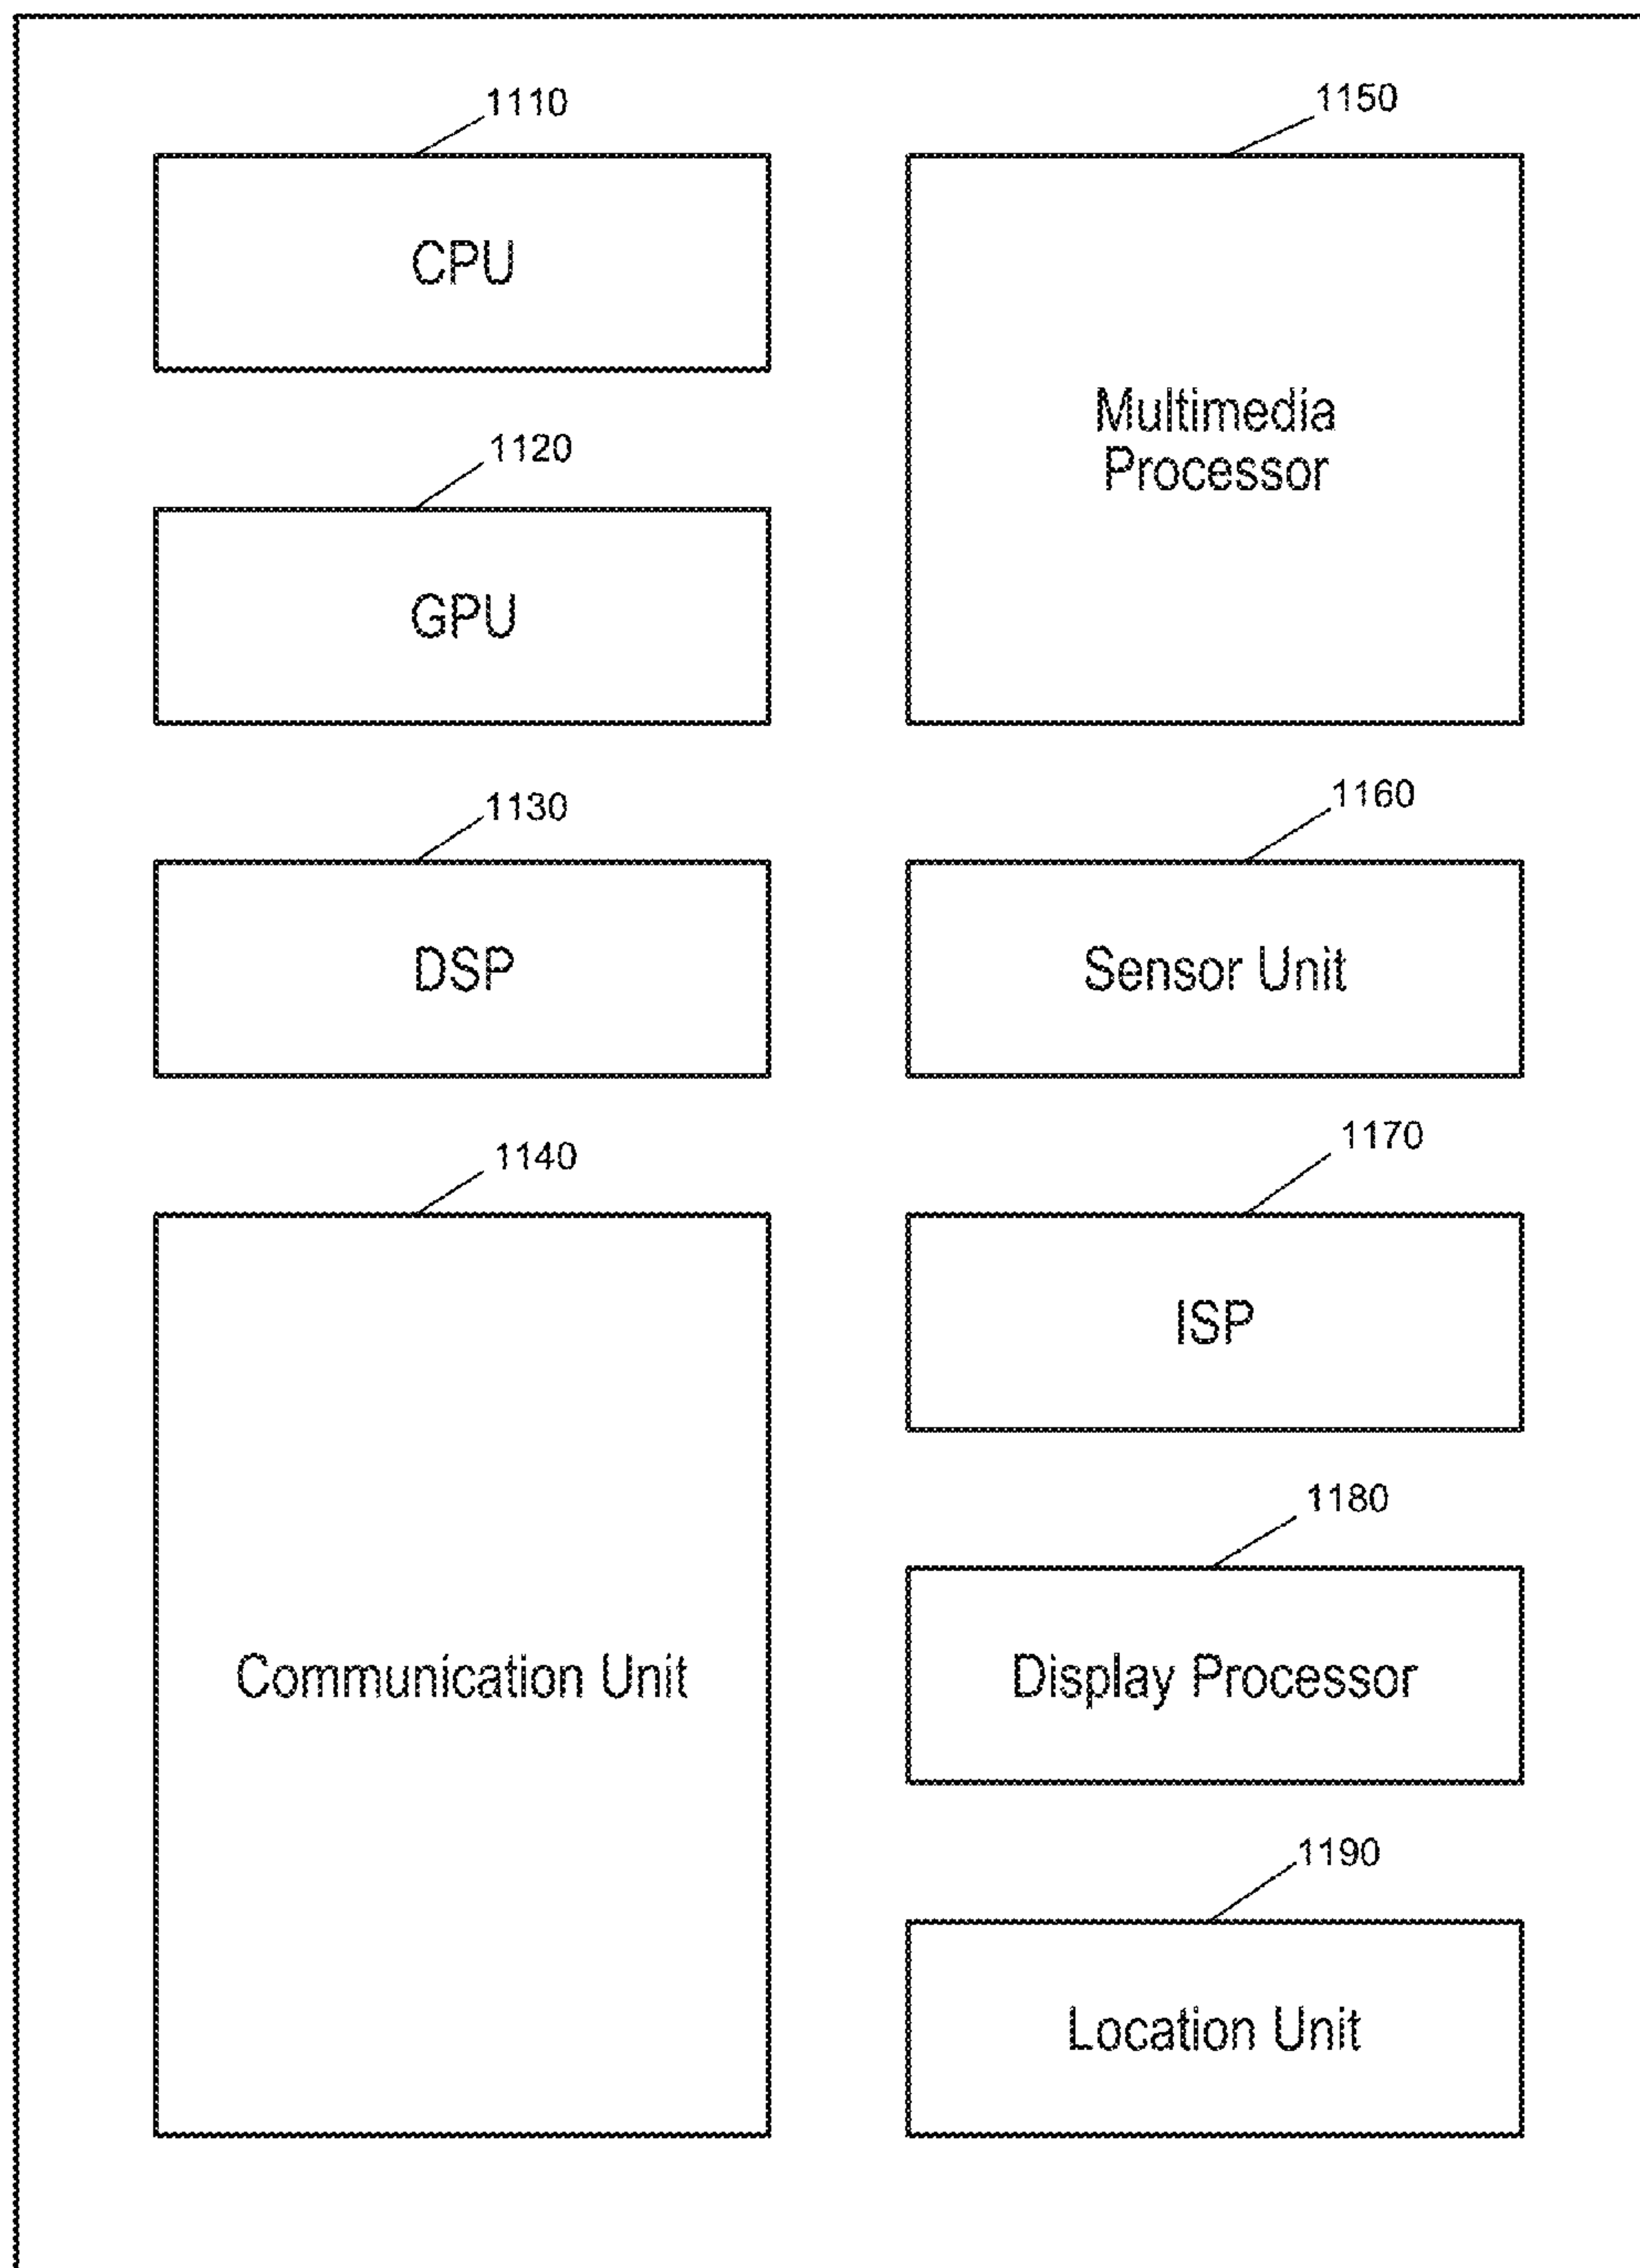 1110
CPU
1120
GPU
1130
DSP
1140
Communication Unit
1150
Multimedia
Processor
1160
Sensor Unit
1170
ISP
1180
Display Processor
1190
Location Unit